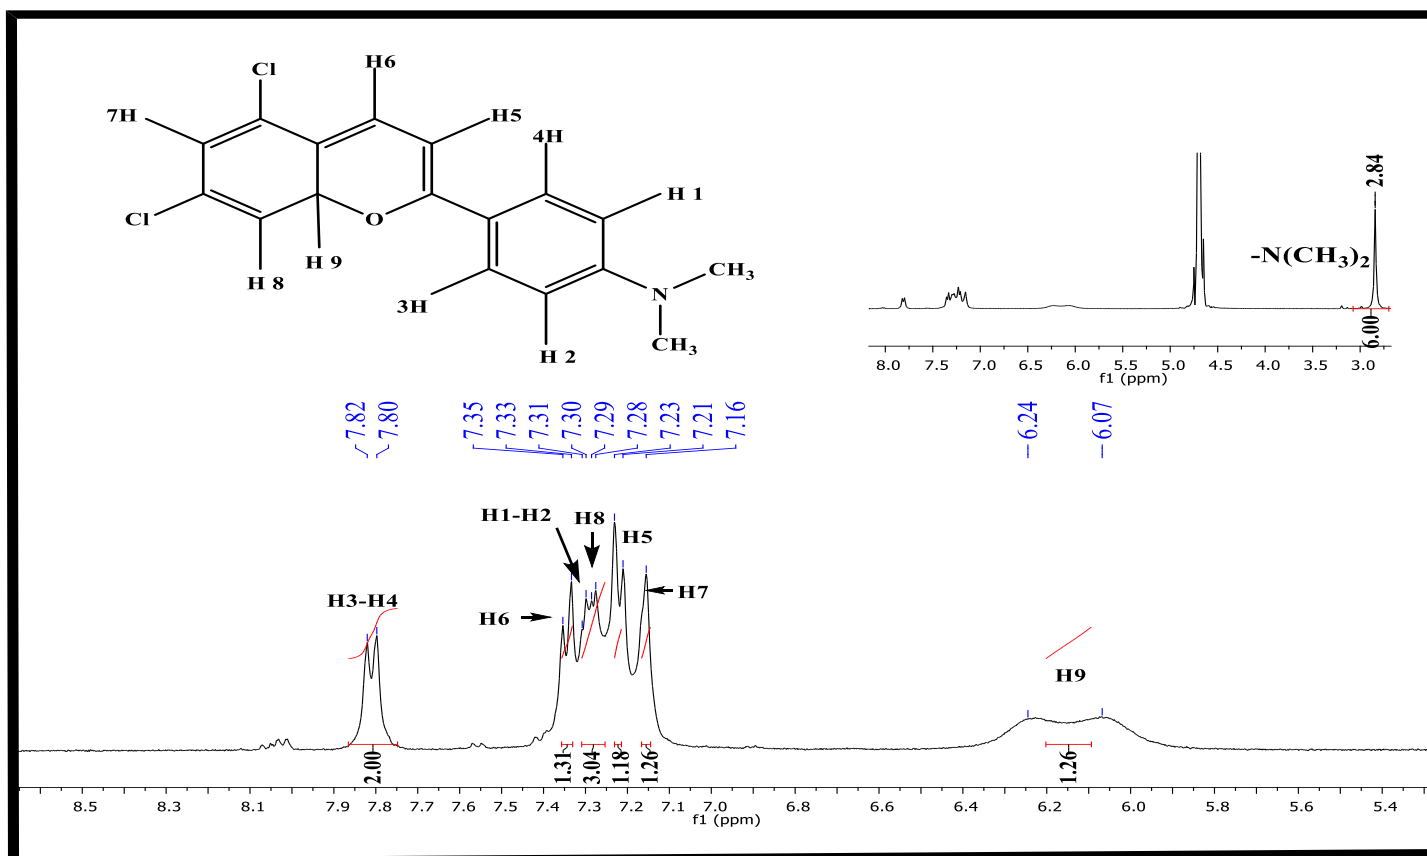 Cl
H6
7H
H5
4H
H 1
Cl
O
H 9
H 8
3H
N
CH3
H 2
CH3
2.84
-N(CH3)2
6.00
8.0 7.5 7.0 6.5 6.0 5.5 5.0 4.5 4.0 3.5 3.0
f1 (ppm)
7.82
7.80
7.35
7.33
7.31
7.30
7.29
7.28
7.23
7.21
7.16
6.24
6.07
H1-H2
H8
H5
H3-H4
H6
H7
H9
2.00
1.31
3.04
1.18
1.26
1.26
8.5 8.3 8.1 7.9 7.8 7.7 7.6 7.5 7.4 7.3 7.2 7.1 7.0 6.8 6.6 6.4 6.2 6.0 5.8 5.6 5.4
f1 (ppm)